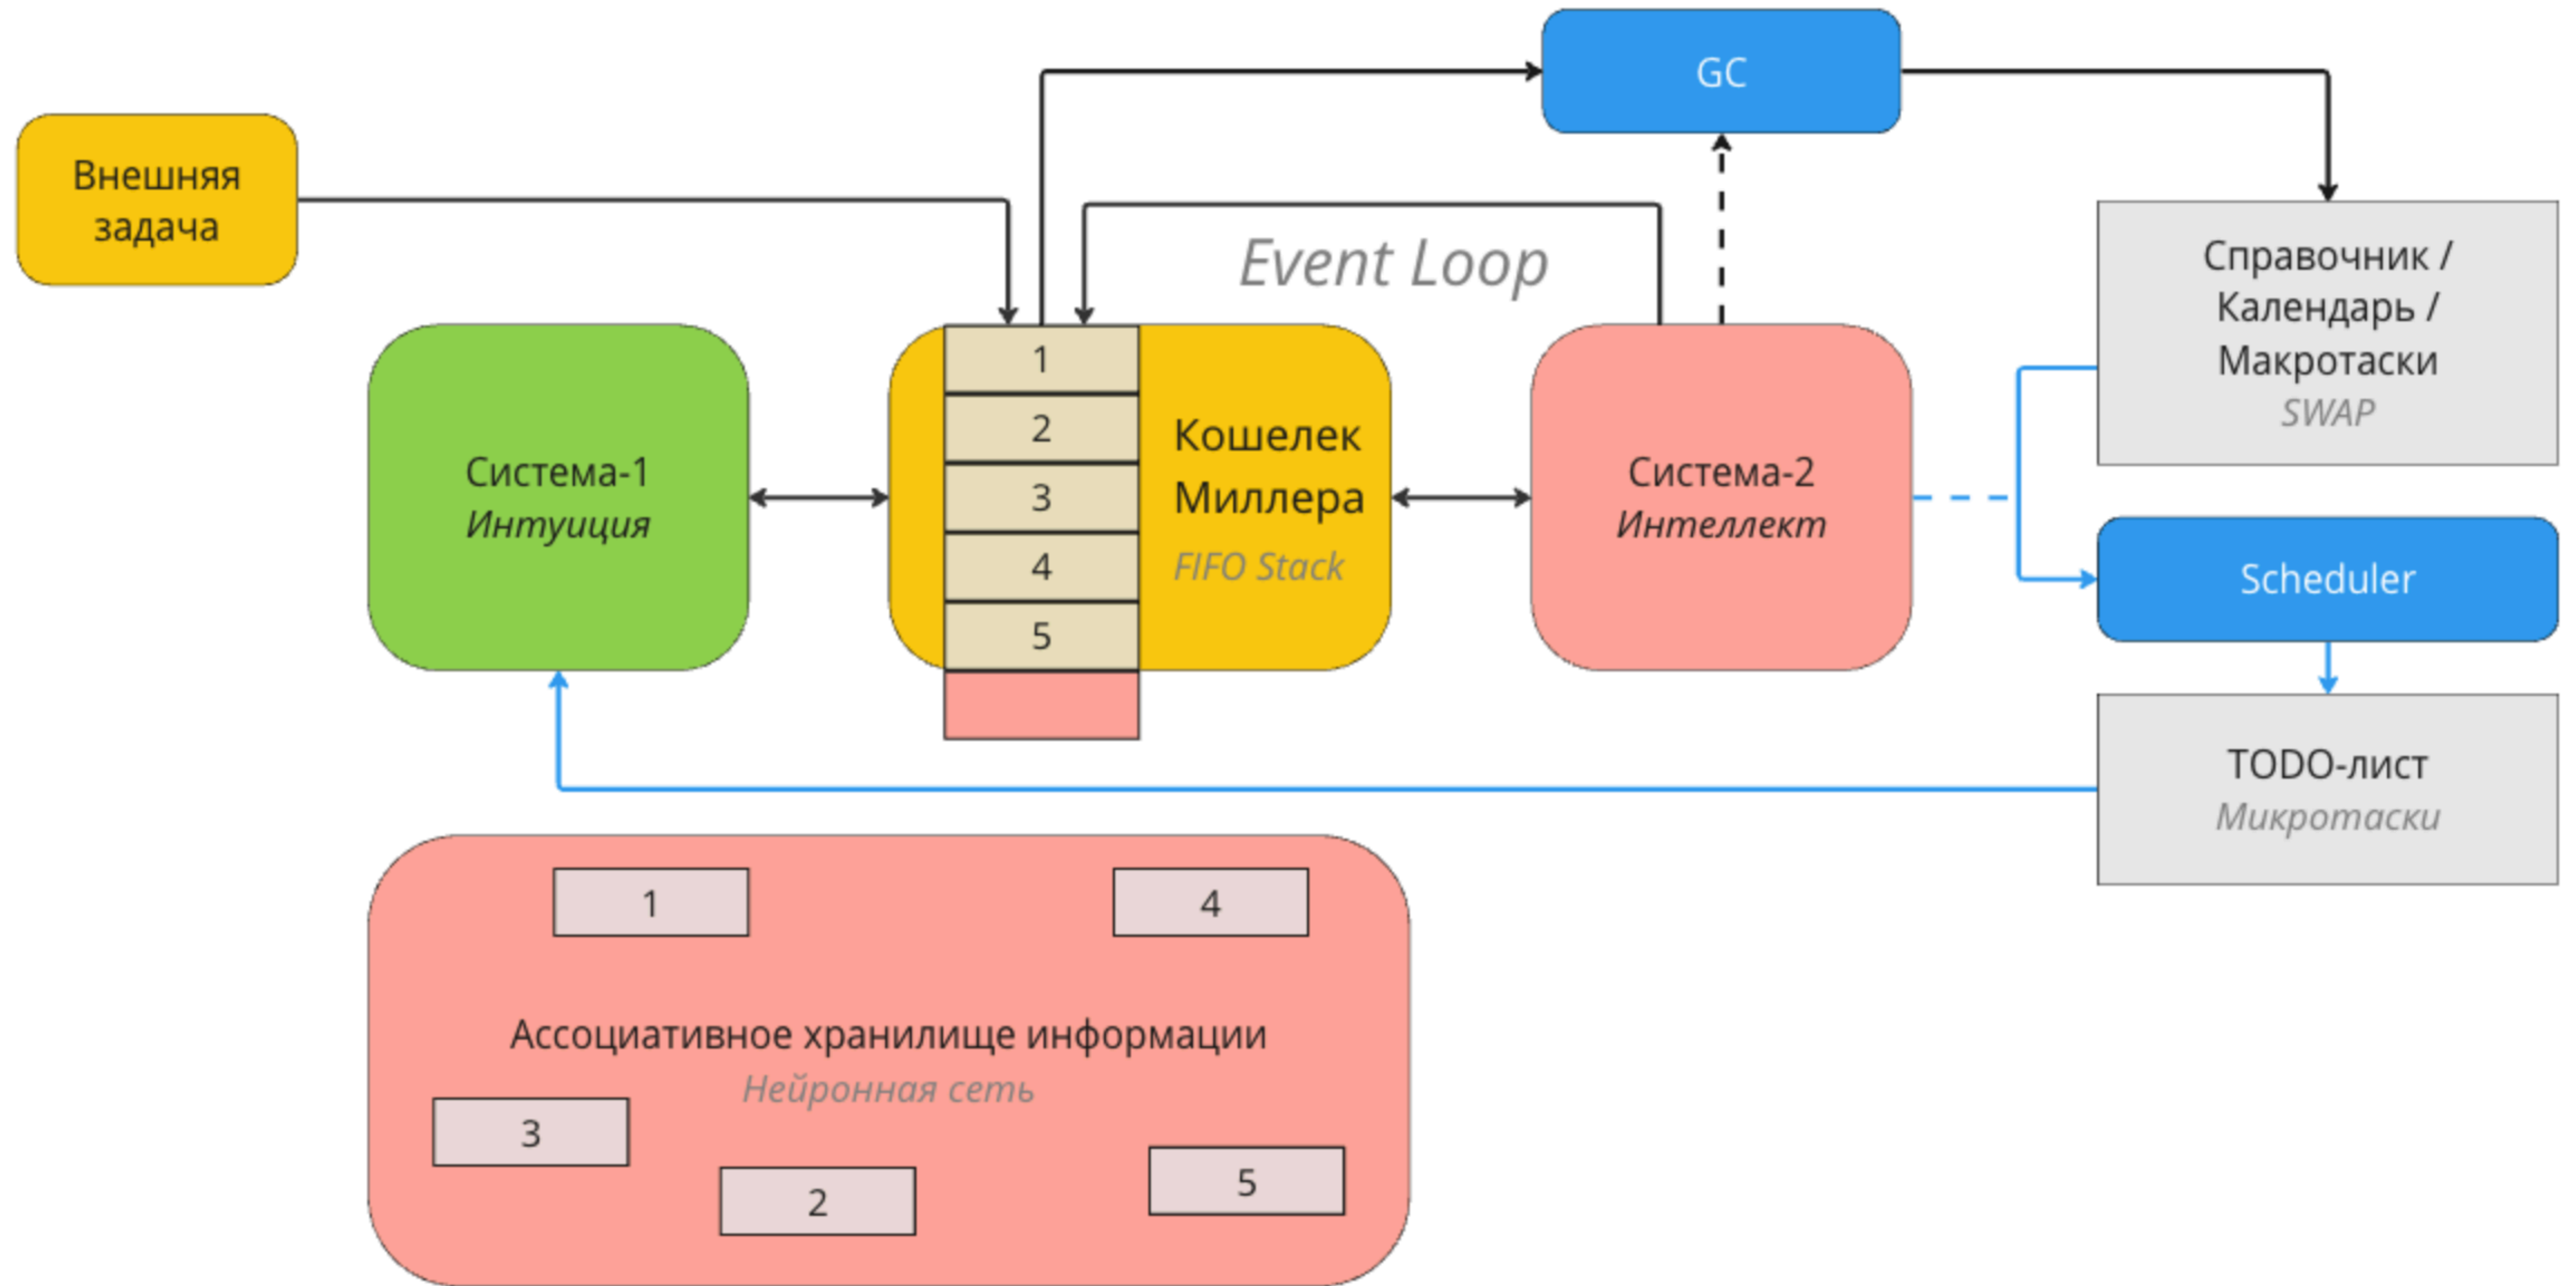 GC
Внешняя
задача
Event Loop
Справочник /
Календарь /
Макротаски
SWAP
Система-1
Интуиция
1
2
3
4
5
Кошелек
Миллера
FIFO Stack
Система-2
Интеллект
Scheduler
TODO-лист
Микротаски
1
4
Ассоциативное хранилище информации
Нейронная сеть
3
2
5